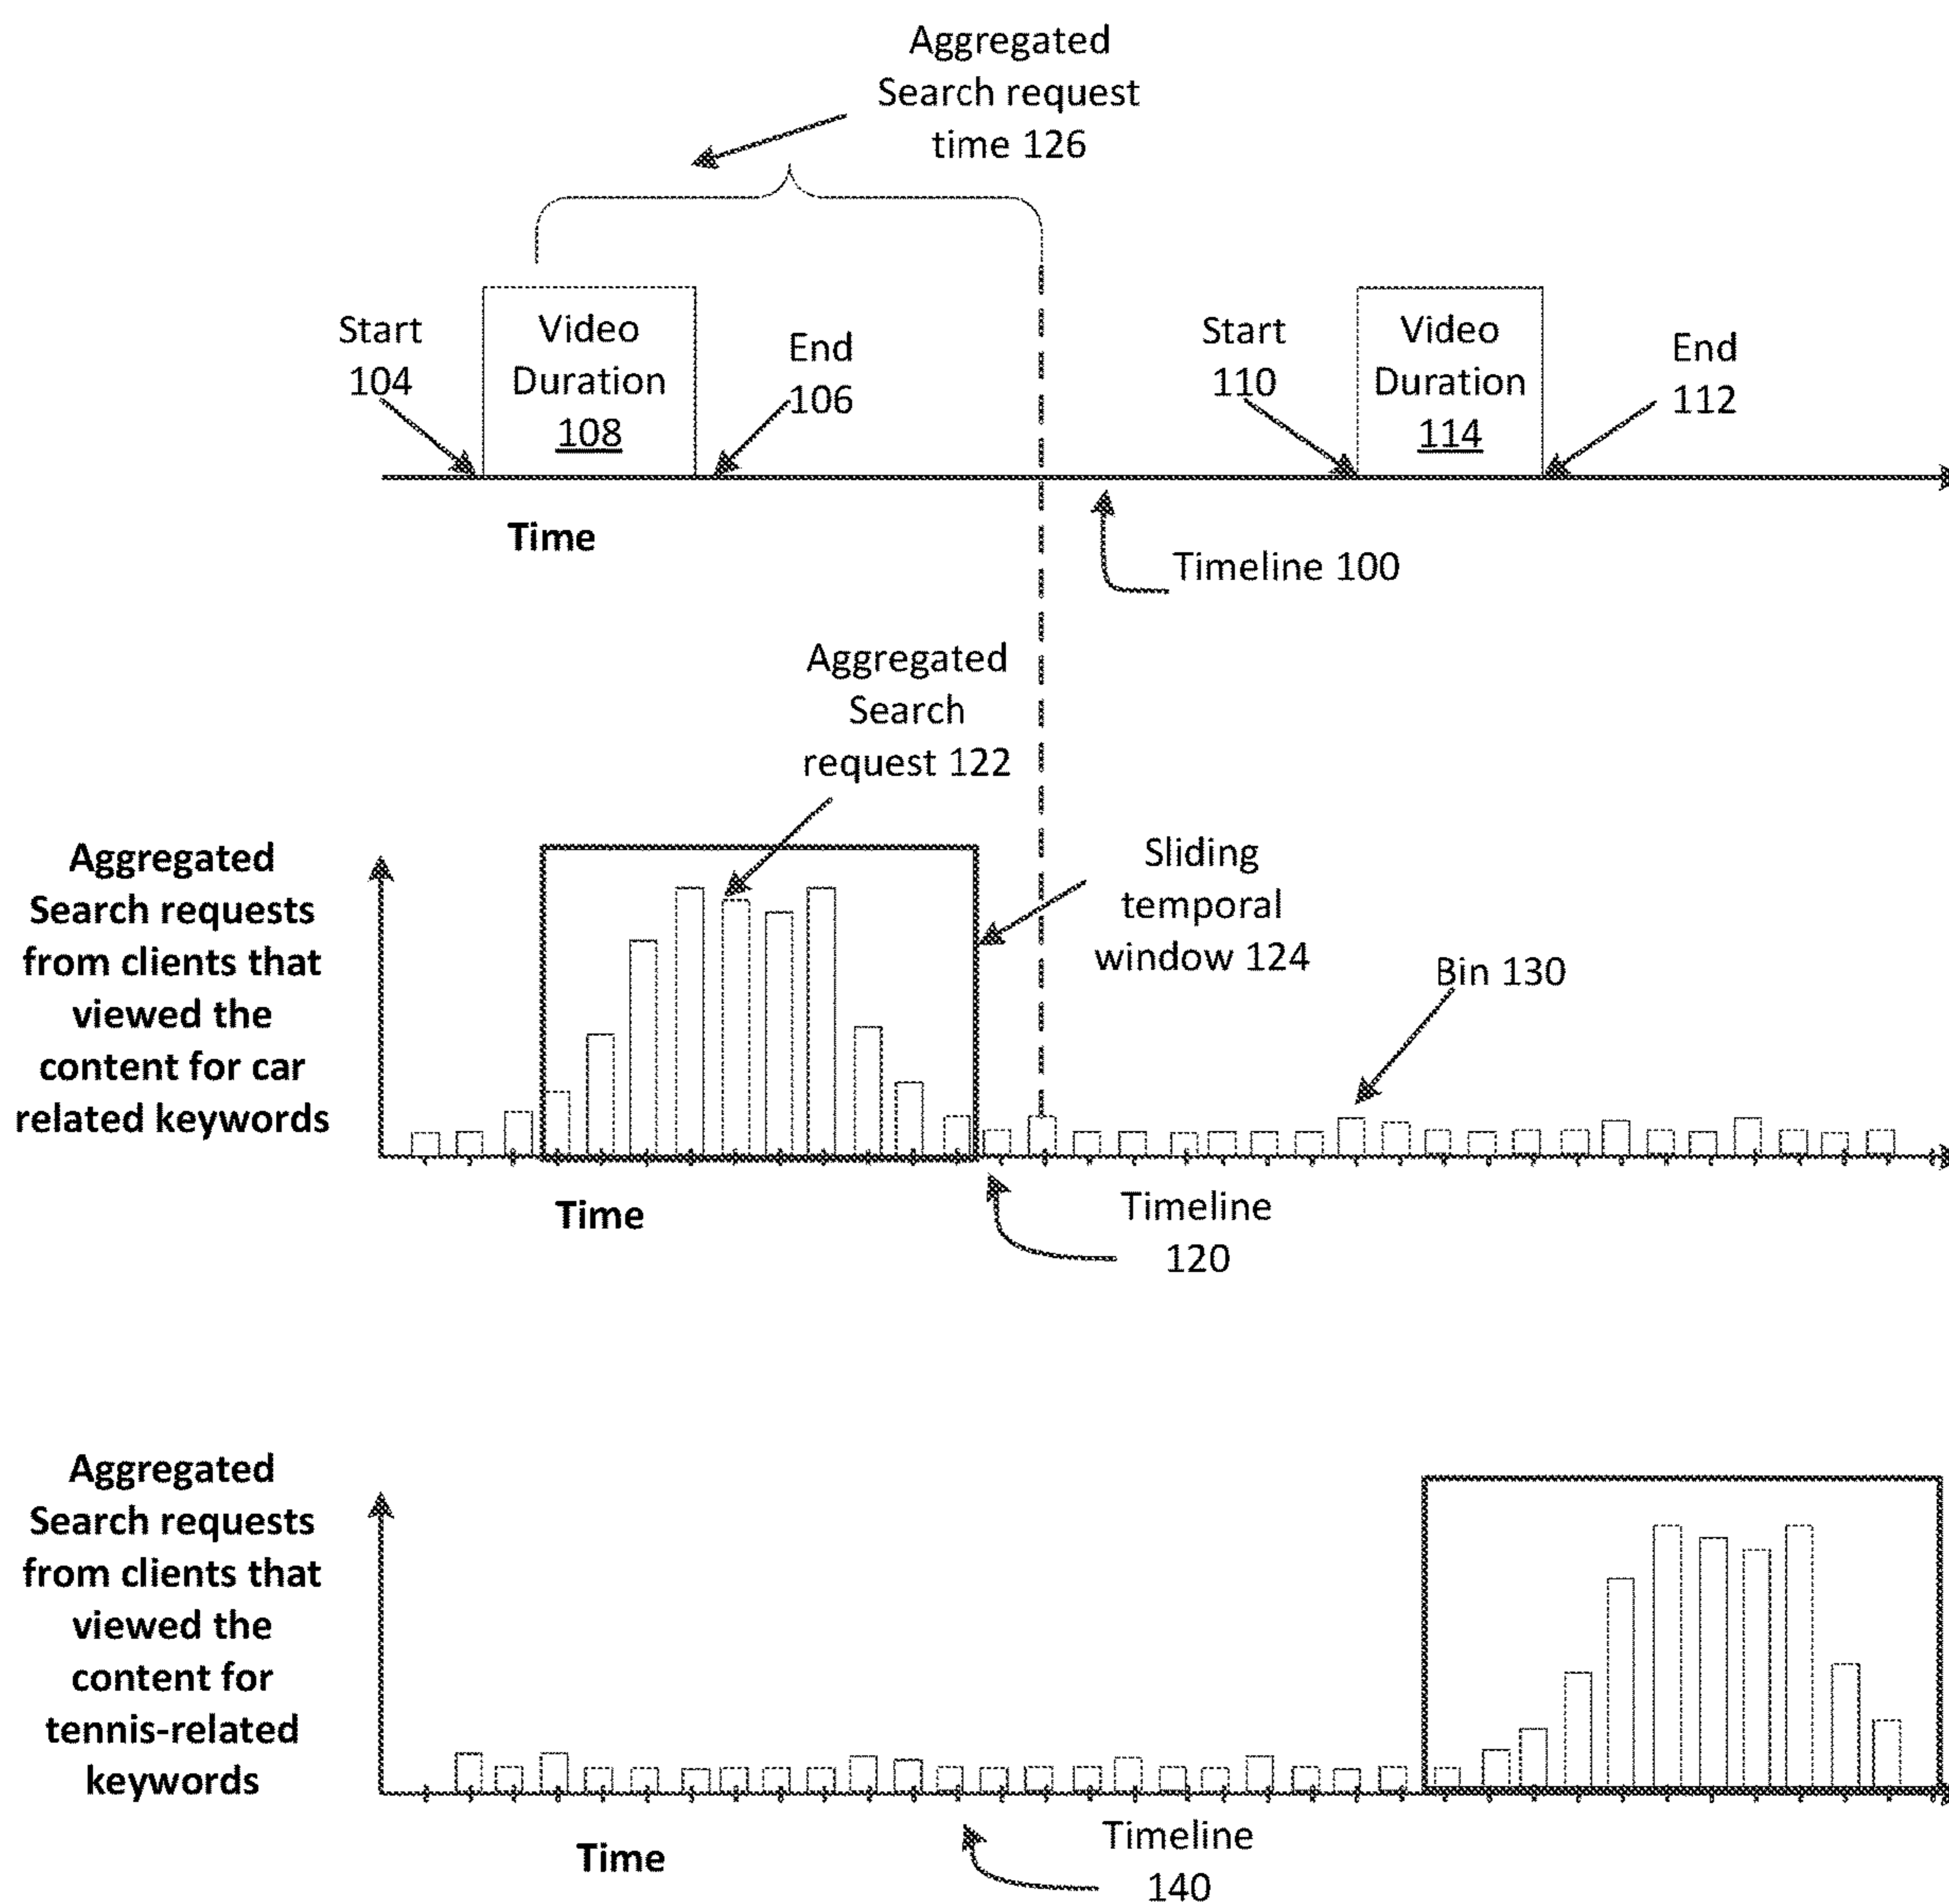 Aggregated
Search request
time 126
Start
104
Video
Duration
108
End
106
Start
110
Video
Duration
114
End
112
Time
Timeline 100
Aggregated
Search
request 122
Aggregated
Search requests
from clients that
viewed the
content for car
related keywords
Sliding
temporal
window 124
Bin 130
Time
Timeline
120
Aggregated
Search requests
from clients that
viewed the
content for
tennis-related
keywords
Time
Timeline
140